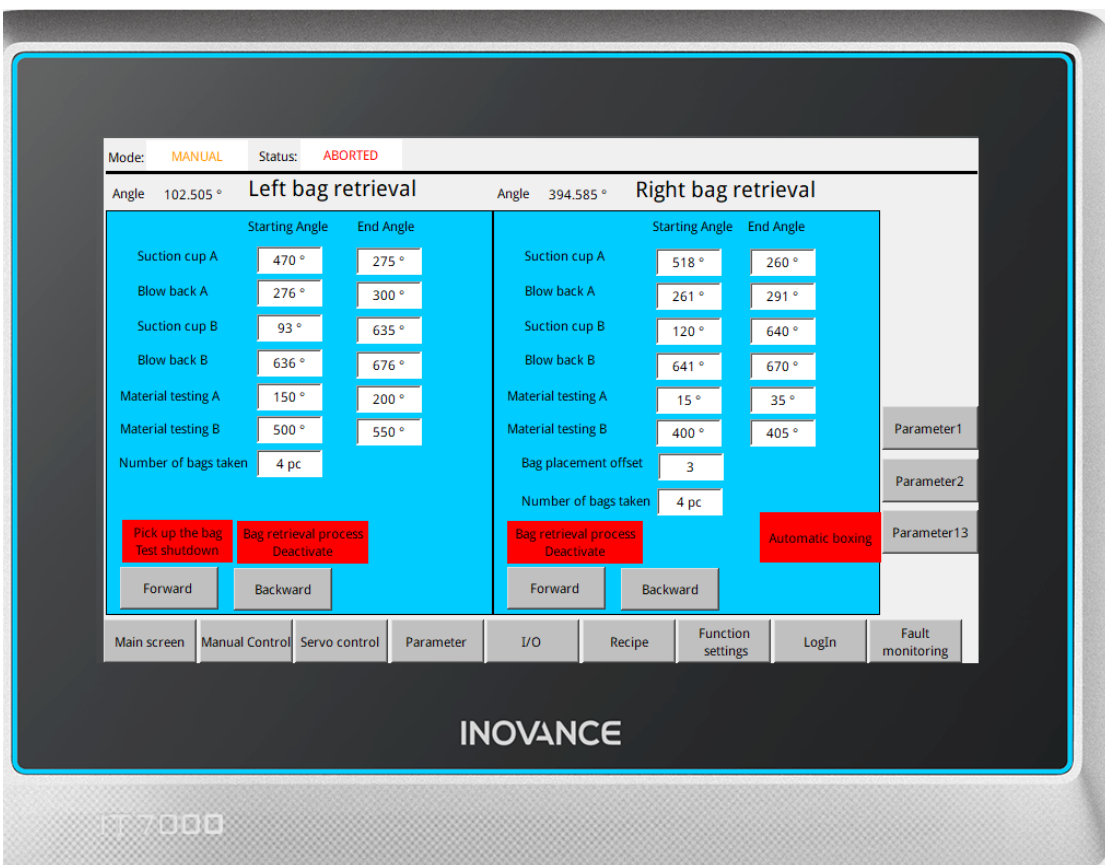 Mode: MANUAL Status: ABORTED
Angle 102.505 ° Left bag retrieval Angle 394.585 ° Right bag retrieval
Starting Angle End Angle Starting Angle End Angle
Suction cup A 470 ° 275 ° Suction cup A 518 ° 260 °
Blow back A 276 ° 300 ° Blow back A 261 ° 291 °
Suction cup B 93 ° 635 ° Suction cup B 120 ° 640 °
Blow back B 636 ° 676 ° Blow back B 641 ° 670 °
Material testing A 150 ° 200 ° Material testing A 15 ° 35 °
Material testing B 500 ° 550 ° Material testing B 400 ° 405 ° Parameter1
Number of bags taken 4 pc Bag placement offset 3 Parameter2
Number of bags taken 4 pc
Pick up the bag Bag retrieval process Bag retrieval process Automatic boxing Parameter13
Test shutdown Deactivate Deactivate
Forward Backward Forward Backward
Main screen Manual Control Servo control Parameter I/O Recipe Function LogIn Fault
settings monitoring
INOVANCE
IT 7000